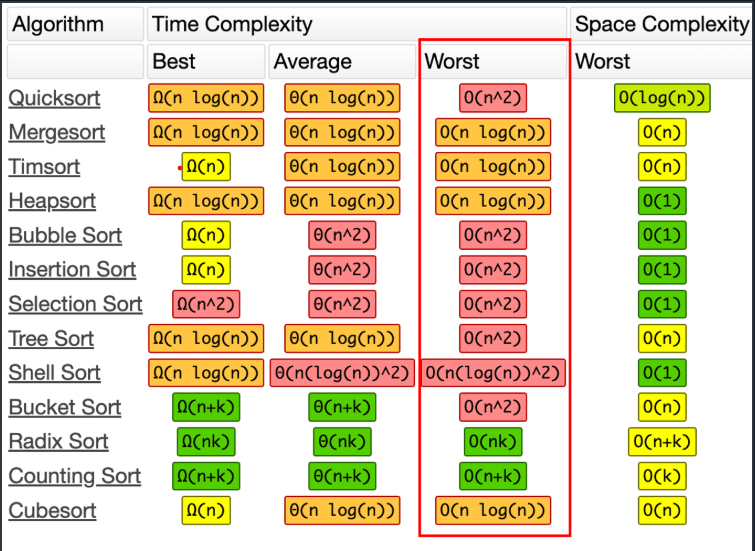 Algorithm Time Complexity Space Complexity
Best Average Worst Worst
Quicksort Ω(n log(n)) θ(n log(n)) O(n^2) O(log(n))
Mergesort Ω(n log(n)) θ(n log(n)) O(n log(n)) O(n)
Timsort Ω(n) θ(n log(n)) O(n log(n)) O(n)
Heapsort Ω(n log(n)) θ(n log(n)) O(n log(n)) O(1)
Bubble Sort Ω(n) θ(n^2) O(n^2) O(1)
Insertion Sort Ω(n) θ(n^2) O(n^2) O(1)
Selection Sort Ω(n^2) θ(n^2) O(n^2) O(1)
Tree Sort Ω(n log(n)) θ(n log(n)) O(n^2) O(n)
Shell Sort Ω(n log(n)) θ(n(log(n))^2) O(n(log(n))^2) O(1)
Bucket Sort Ω(n+k) θ(n+k) O(n^2) O(n)
Radix Sort Ω(nk) θ(nk) O(nk) O(n+k)
Counting Sort Ω(n+k) θ(n+k) O(n+k) O(k)
Cubesort Ω(n) θ(n log(n)) O(n log(n)) O(n)